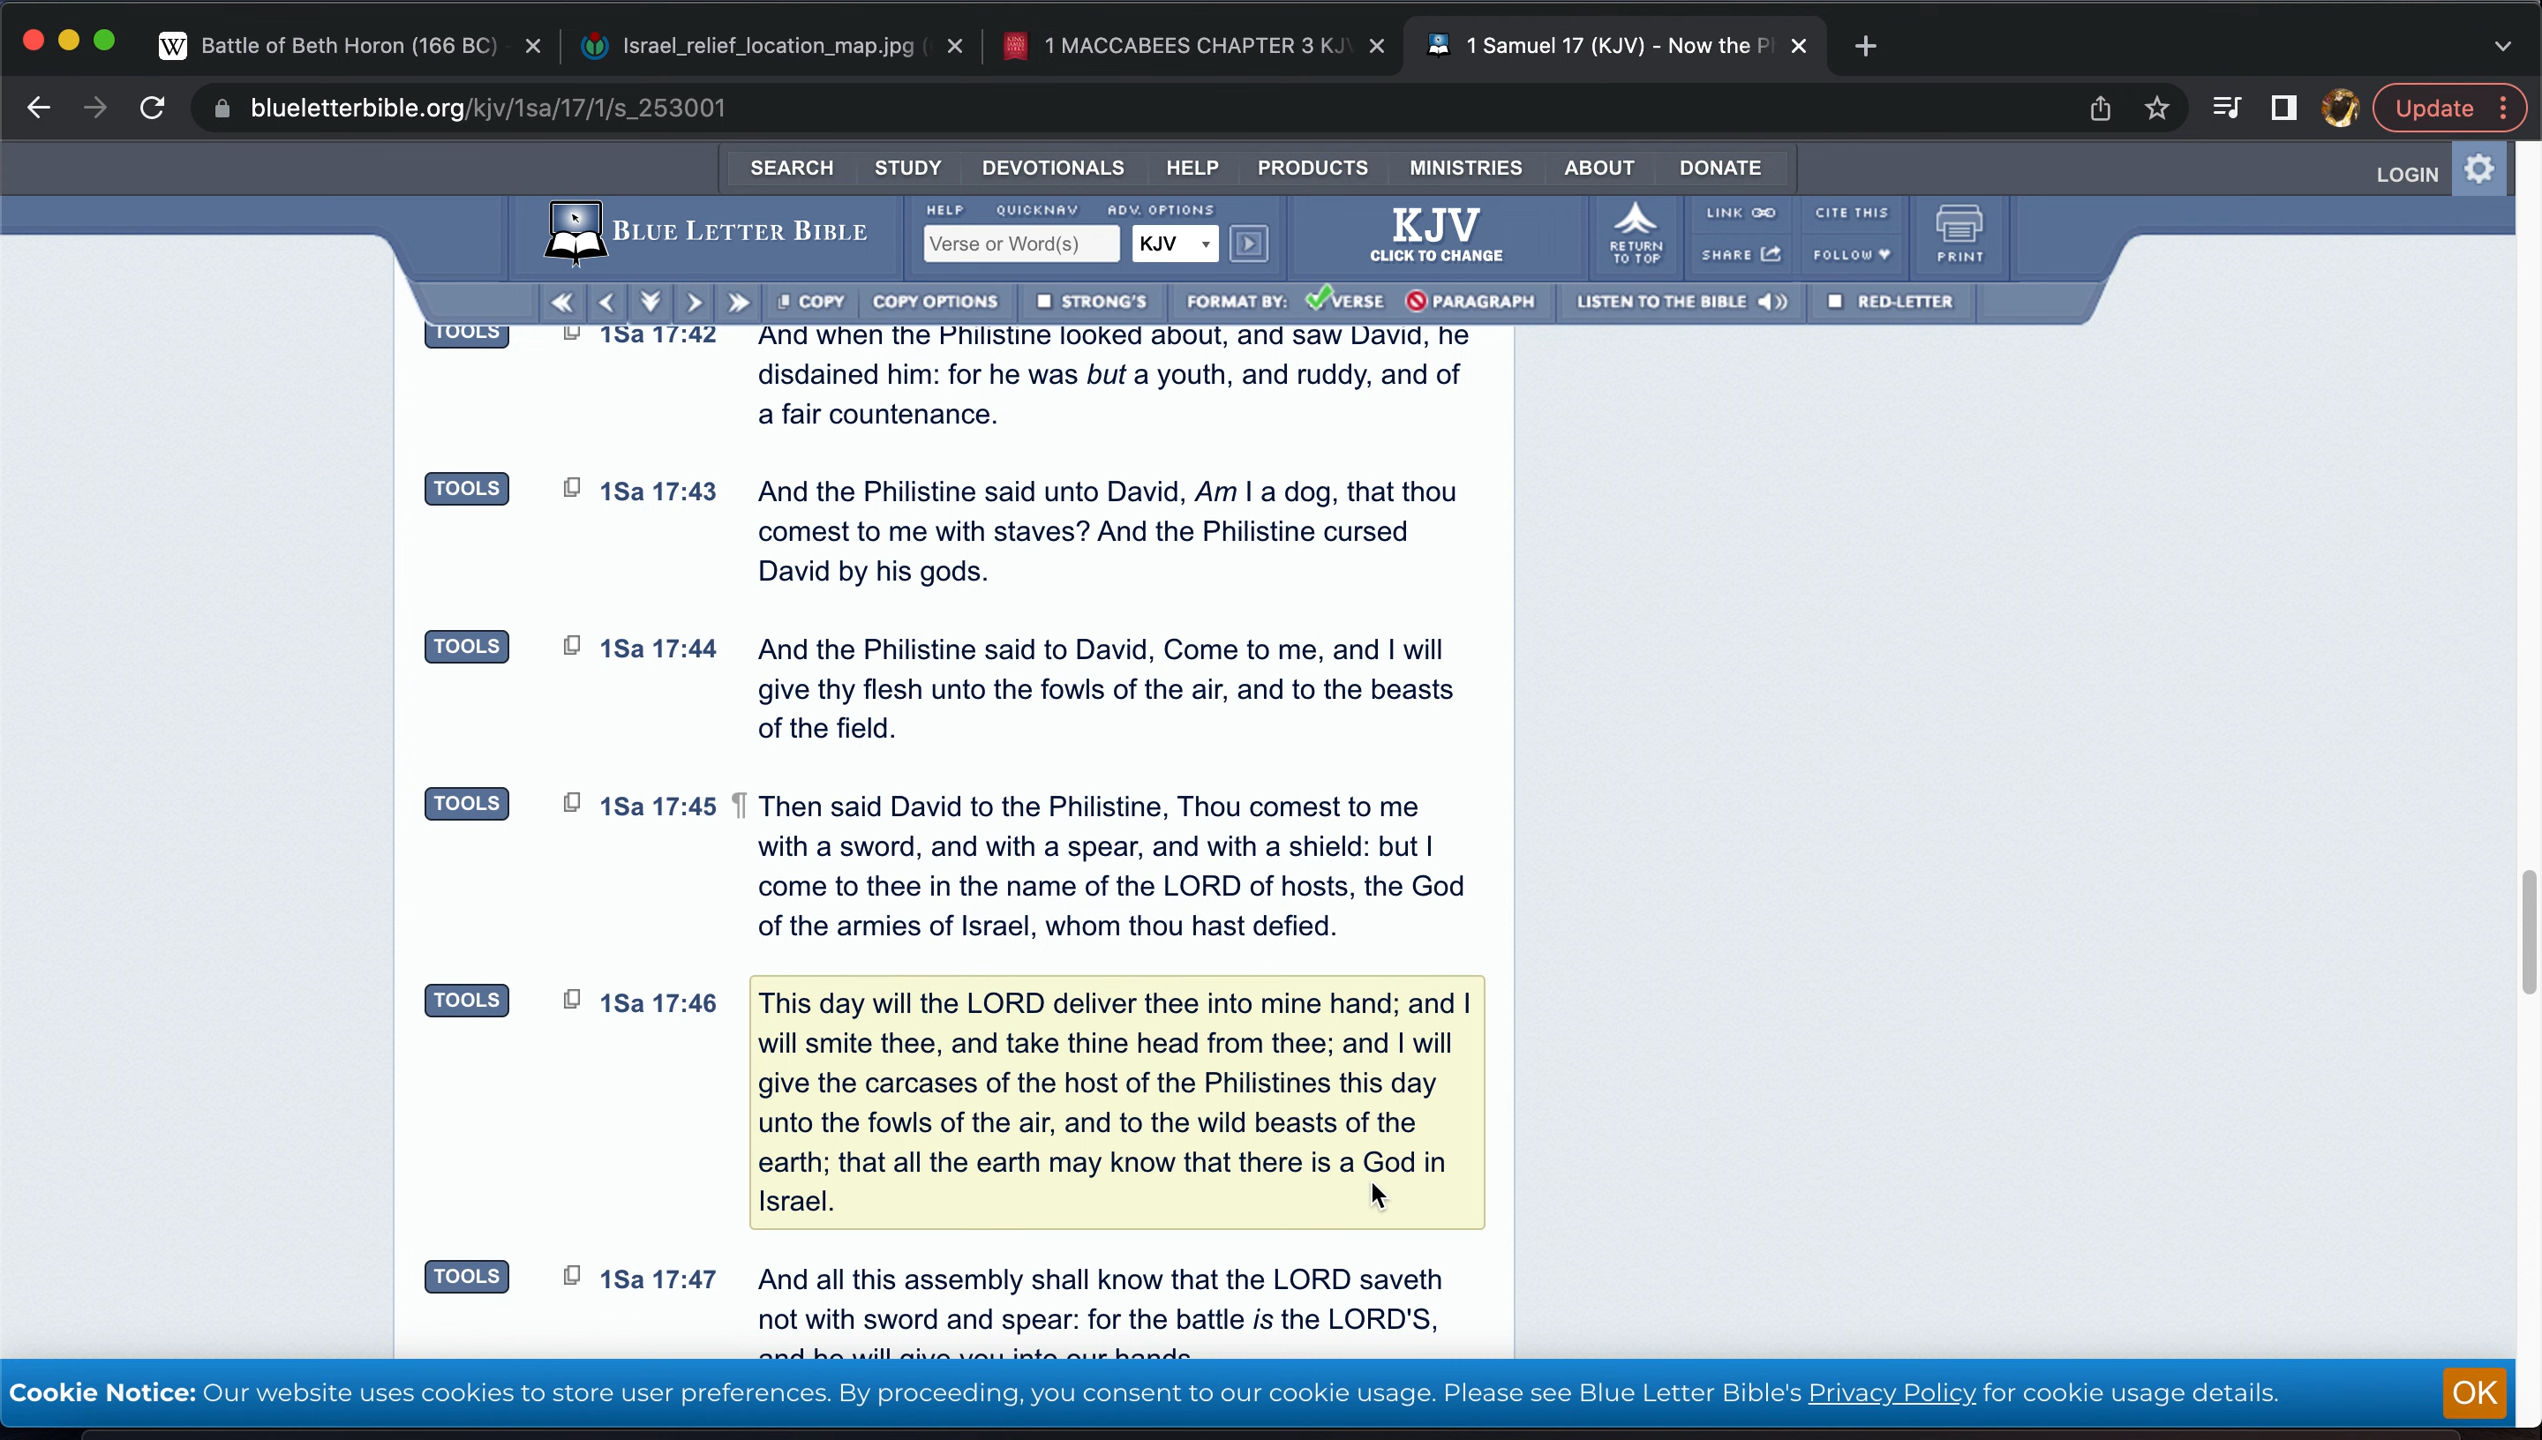 Battle of Beth Horon (166 BC)
Israel_relief_location_map.jpg
1 MACCABEES CHAPTER 3 KJV
1 Samuel 17 (KJV) - Now the P
blueletterbible.org/kjv/1sa/17/1/s_253001
Update
SEARCH STUDY DEVOTIONALS HELP PRODUCTS MINISTRIES ABOUT DONATE
LOGIN
BLUE LETTER BIBLE
HELP QUICKNAV ADV. OPTIONS
Verse or Word(s) KJV
KJV
CLICK TO CHANGE
RETURN
TO TOP
LINK CITE THIS
SHARE FOLLOW
PRINT
COPY COPY OPTIONS STRONG'S FORMAT BY: VERSE PARAGRAPH LISTEN TO THE BIBLE RED-LETTER
TOOLS 1Sa 17:42 And when the Philistine looked about, and saw David, he
disdained him: for he was but a youth, and ruddy, and of
a fair countenance.
TOOLS 1Sa 17:43 And the Philistine said unto David, Am I a dog, that thou
comest to me with staves? And the Philistine cursed
David by his gods.
TOOLS 1Sa 17:44 And the Philistine said to David, Come to me, and I will
give thy flesh unto the fowls of the air, and to the beasts
of the field.
TOOLS 1Sa 17:45 ¶ Then said David to the Philistine, Thou comest to me
with a sword, and with a spear, and with a shield: but I
come to thee in the name of the LORD of hosts, the God
of the armies of Israel, whom thou hast defied.
TOOLS 1Sa 17:46 This day will the LORD deliver thee into mine hand; and I
will smite thee, and take thine head from thee; and I will
give the carcases of the host of the Philistines this day
unto the fowls of the air, and to the wild beasts of the
earth; that all the earth may know that there is a God in
Israel.
TOOLS 1Sa 17:47 And all this assembly shall know that the LORD saveth
not with sword and spear: for the battle is the LORD'S,
and he will give you into our hands.
Cookie Notice: Our website uses cookies to store user preferences. By proceeding, you consent to our cookie usage. Please see Blue Letter Bible's Privacy Policy for cookie usage details. OK